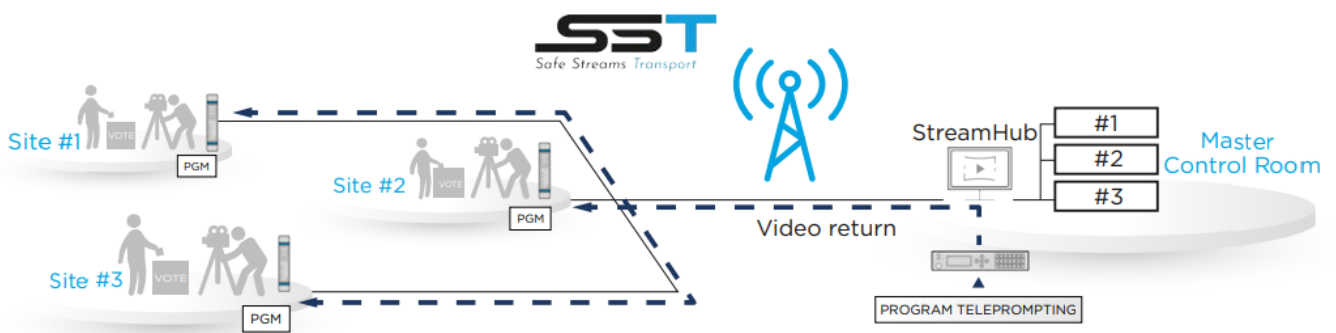 SST
Safe Streams Transport
Site #1
VOTE
PGM
Site #2
VOTE
PGM
Site #3
VOTE
PGM
StreamHub
#1
#2
#3
Master
Control Room
Video return
PROGRAM TELEPROMPTING